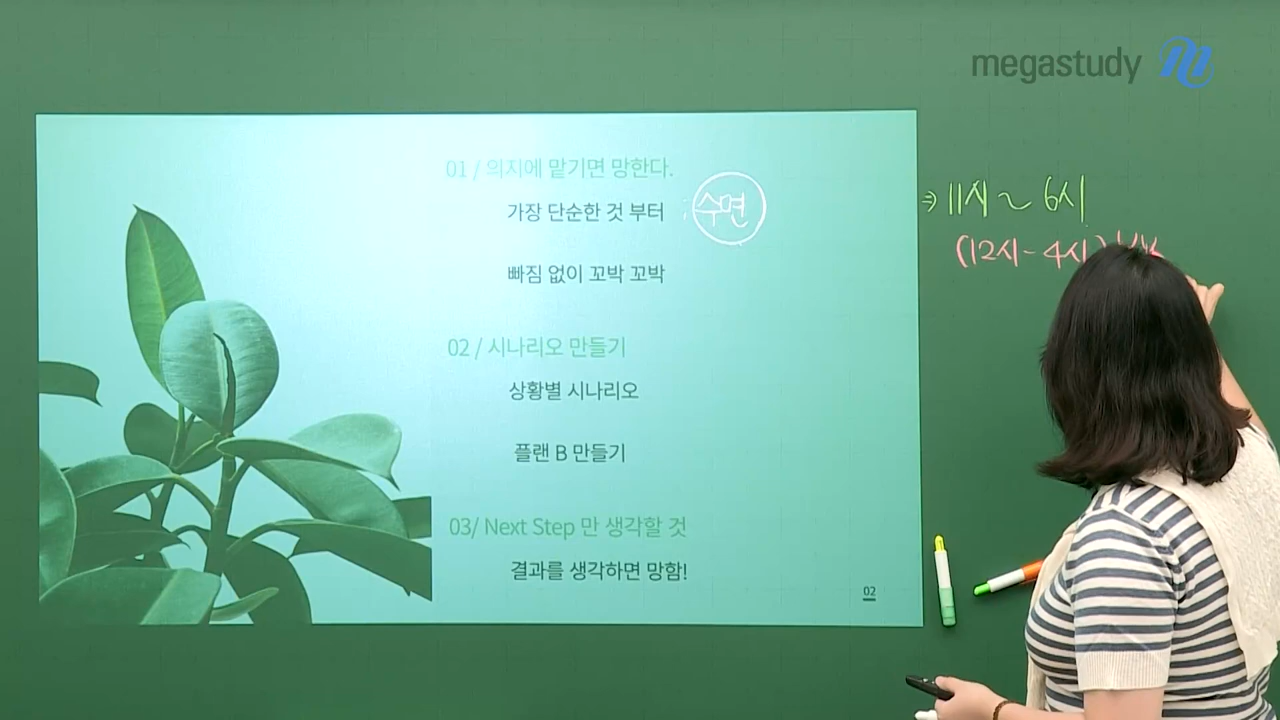 megastudy
01 / 의지에 맡기면 망한다.
가장 단순한 것 부터 수면
빠짐 없이 꼬박 꼬박
02 / 시나리오 만들기
상황별 시나리오
플랜 B 만들기
03/ Next Step 만 생각할 것
결과를 생각하면 망함!
02
⇒ 11시 ~ 6시
(12시 - 4시)